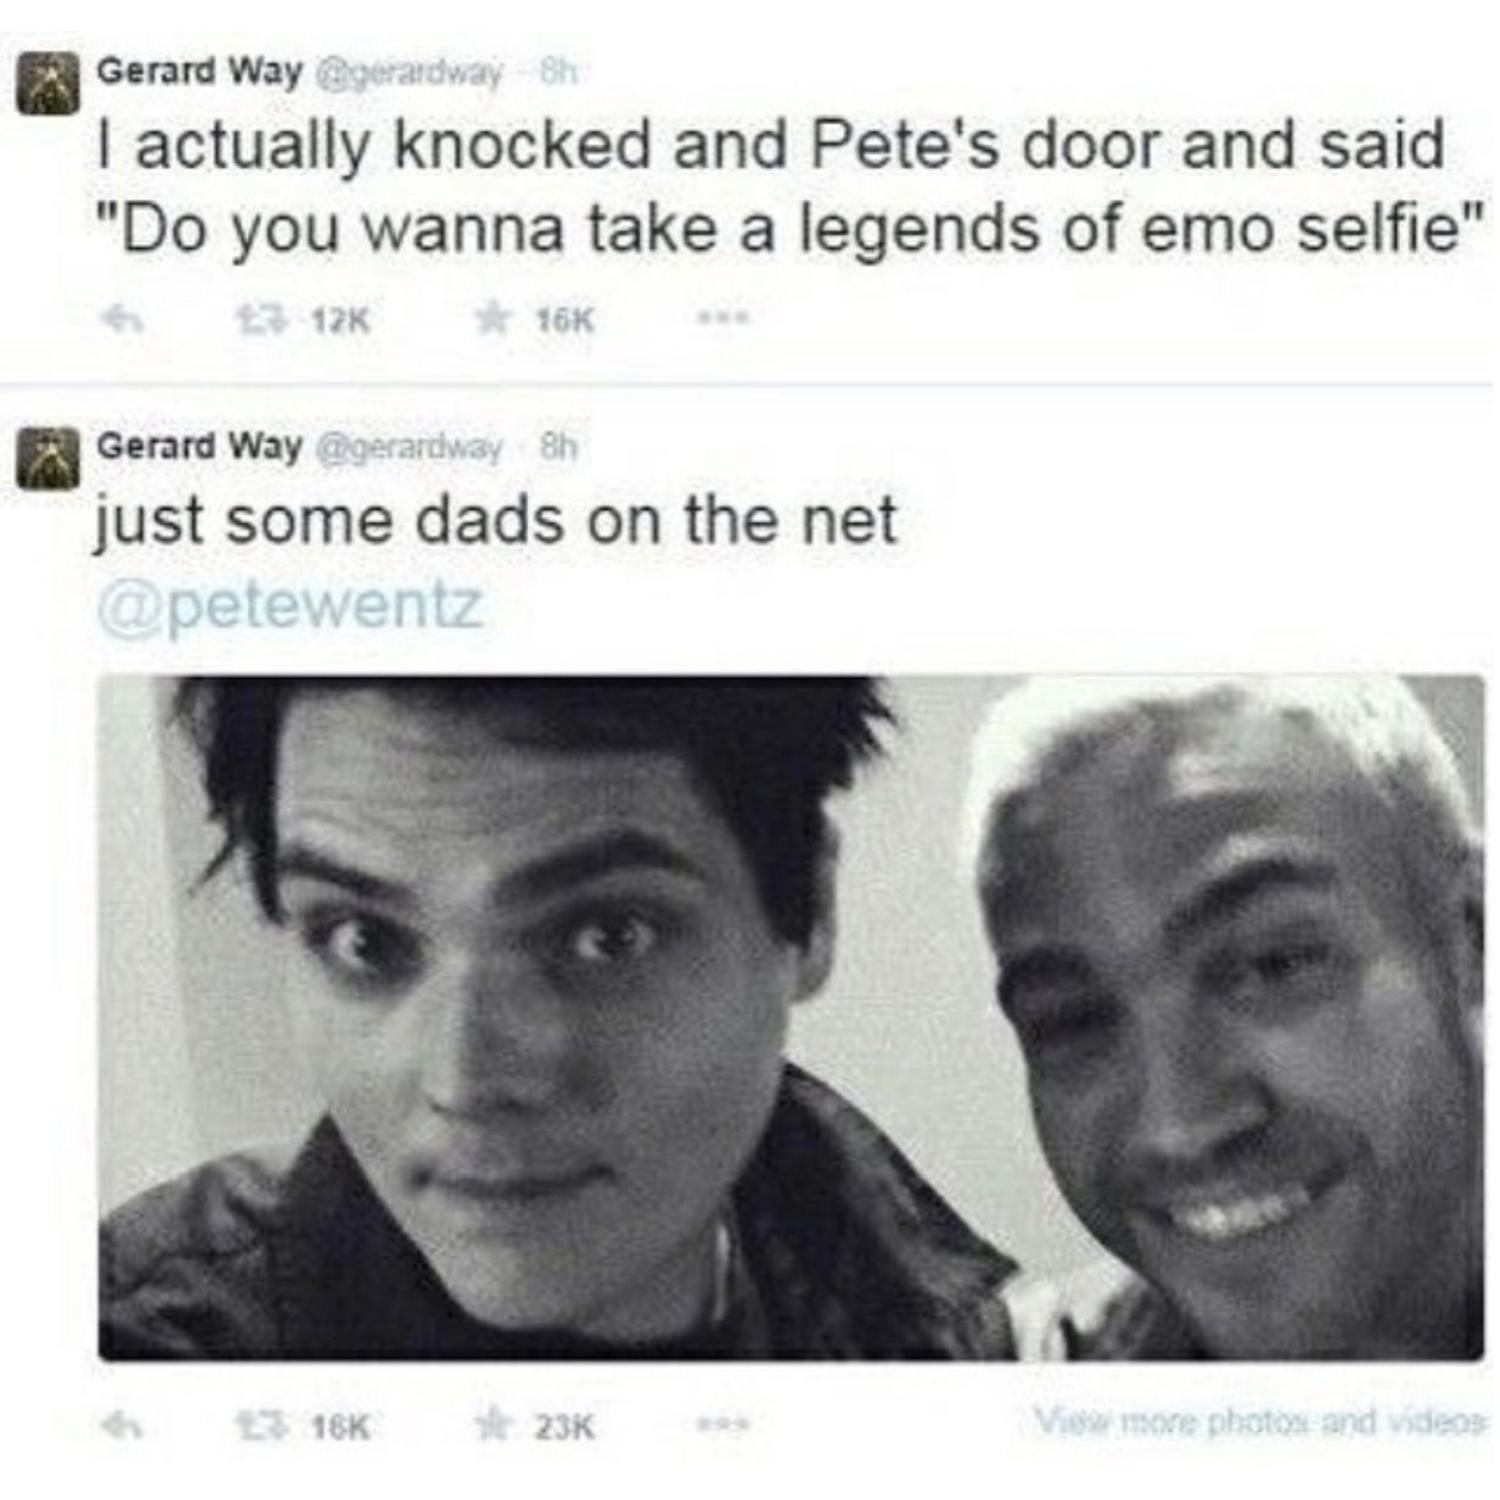 Gerard Way @gerardway · 8h
I actually knocked and Pete's door and said
"Do you wanna take a legends of emo selfie"
12K 16K
Gerard Way @gerardway · 8h
just some dads on the net
@petewentz
16K 23K View more photos and videos